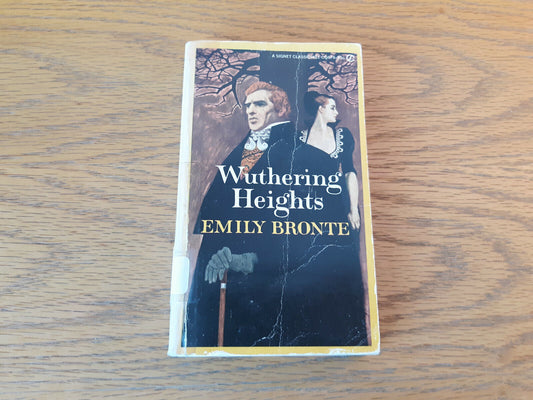 A SIGNET CLASSIC
Wuthering
Heights
EMILY BRONTE